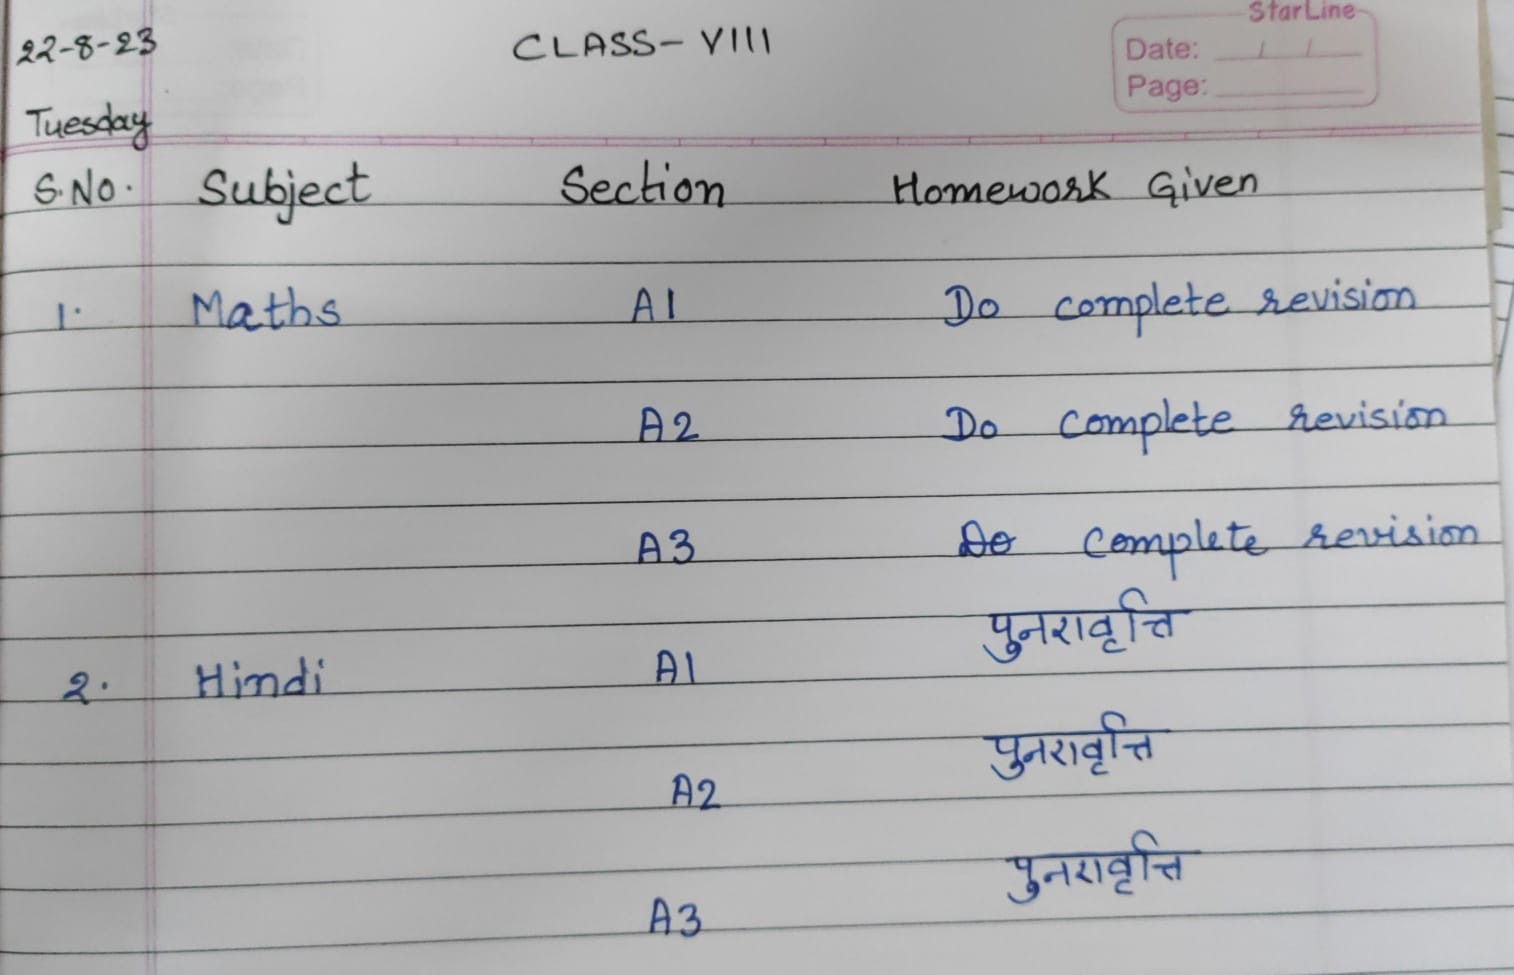 StarLine
22-8-23 CLASS-VIII Date: / /
Page:
Tuesday
S.No. Subject Section Homework Given
1. Maths A1 Do complete revision
A2 Do complete revision
A3 Do complete revision
पुनरावृत्ति
2. Hindi A1
पुनरावृत्ति
A2
पुनरावृत्ति
A3